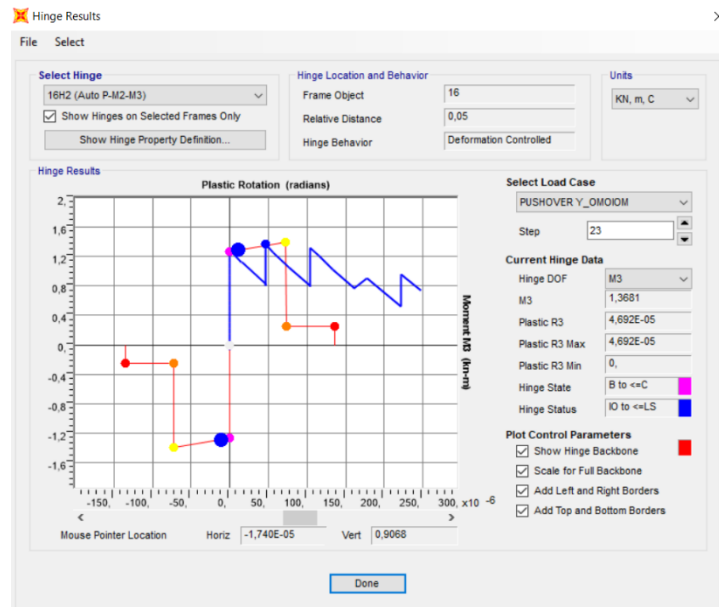 Hinge Results
File Select
Select Hinge
16H2 (Auto P-M2-M3)
Show Hinges on Selected Frames Only
Show Hinge Property Definition...
Hinge Location and Behavior
Frame Object 16
Relative Distance 0,05
Hinge Behavior Deformation Controlled
Units
KN, m, C
Hinge Results
Plastic Rotation (radians)
2,
1,6
1,2
0,8
0,4
0,
-0,4
-0,8
-1,2
-1,6
Moment M3 (kn-m)
-150, -100, -50, 0, 50, 100, 150, 200, 250, 300, x10 -6
Mouse Pointer Location Horiz -1,740E-05 Vert 0,9068
Select Load Case
PUSHOVER Y_OMOIOM
Step 23
Current Hinge Data
Hinge DOF M3
M3 1,3681
Plastic R3 4,692E-05
Plastic R3 Max 4,692E-05
Plastic R3 Min 0,
Hinge State B to <=C
Hinge Status IO to <=LS
Plot Control Parameters
Show Hinge Backbone
Scale for Full Backbone
Add Left and Right Borders
Add Top and Bottom Borders
Done